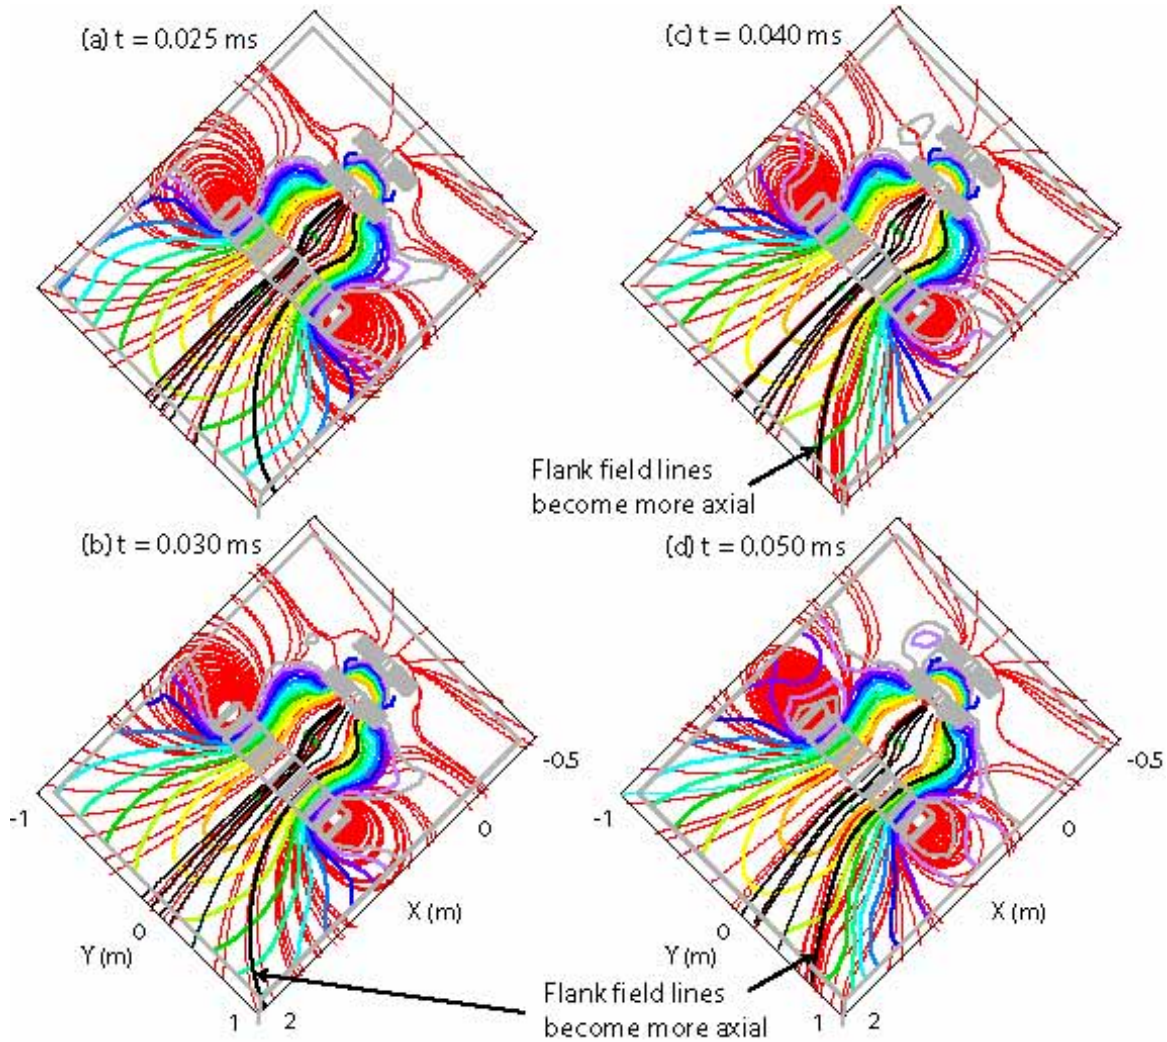 (a) t = 0.025 ms
(c) t = 0.040 ms
Flank field lines
become more axial
(b) t = 0.030 ms
(d) t = 0.050 ms
-0.5
-0.5
-1
0
-1
0
X (m)
X (m)
0
0
Y (m)
Y (m)
Flank field lines
become more axial
1
2
1
2